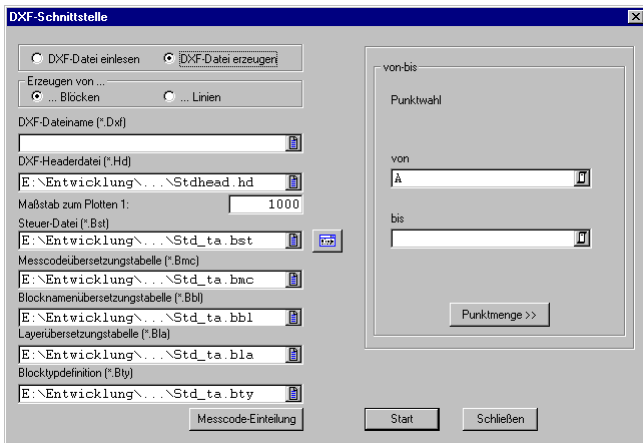 DXF-Schnittstelle
DXF-Datei einlesen DXF-Datei erzeugen
Erzeugen von ...
... Blöcken ... Linien
DXF-Dateiname (*.Dxf)
DXF-Headerdatei (*.Hd)
E:\Entwicklung\...\Stdhead.hd
Maßstab zum Plotten 1: 1000
Steuer-Datei (*.Bst)
E:\Entwicklung\...\Std_ta.bst
Messcodeübersetzungstabelle (*.Bmc)
E:\Entwicklung\...\Std_ta.bmc
Blocknamenübersetzungstabelle (*.Bbl)
E:\Entwicklung\...\Std_ta.bbl
Layerübersetzungstabelle (*.Bla)
E:\Entwicklung\...\Std_ta.bla
Blocktypdefinition (*.Bty)
E:\Entwicklung\...\Std_ta.bty
Messcode-Einteilung
von-bis
Punktwahl
von
A
bis
Punktmenge >>
Start Schließen